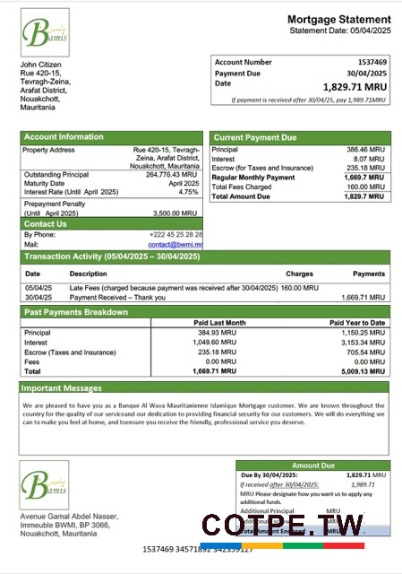 Bamis
Mortgage Statement
Statement Date: 05/04/2025
John Citizen
Rue 420-15,
Tevragh-Zeina,
Arafat District,
Nouakchott,
Mauritania
Account Number 1537469
Payment Due 30/04/2025
Date 1,829.71 MRU
If payment is received after 30/04/25, pay 1,989.71MRU
Account Information
Property Address Rue 420-15, Tevragh-
Zeina, Arafat District,
Nouakchott, Mauritania
Outstanding Principal 264,776.43 MRU
Maturity Date April 2025
Interest Rate (Until April 2025) 4.75%
Prepayment Penalty
(Until April 2025) 3,500.00 MRU
Contact Us
By Phone: +222 45 25 28 28
Mail: contact@bwmi.mr
Current Payment Due
Principal 386.46 MRU
Interest 8.07 MRU
Escrow (for Taxes and Insurance) 235.18 MRU
Regular Monthly Payment 1,669.7 MRU
Total Fees Charged 160.00 MRU
Total Amount Due 1,829.7 MRU
Transaction Activity (05/04/2025 – 30/04/2025)
Date Description Charges Payments
05/04/25 Late Fees (charged because payment was received after 30/04/2025) 160.00 MRU
30/04/25 Payment Received – Thank you 1,669.71 MRU
Past Payments Breakdown
Paid Last Month Paid Year to Date
Principal 384.93 MRU 1,150.25 MRU
Interest 1,049.60 MRU 3,153.34 MRU
Escrow (Taxes and Insurance) 235.18 MRU 705.54 MRU
Fees 0.00 MRU 0.00 MRU
Total 1,669.71 MRU 5,009.13 MRU
Important Messages
We are pleased to have you as a Banque Al Wava Mauritanienne Islamique Mortgage customer. We are known throughout
the country for the quality of our serviceand our dedication to providing financial security for our customers. We will do everything we
can to make you feel at home, and toensure you receive the friendly, professional service you deserve.
Bamis
Avenue Gamal Abdel Nasser,
Immeuble BWMI, BP 3066,
Nouakchott, Mauritania
Amount Due
Due By 30/04/2025: 1,829.71 MRU
If received after 30/04/2025: 1,989.71
MRU Please designate how you want us to apply any
additional funds.
Additional Principal
COTPE.TW
1537469 34571892 342359127